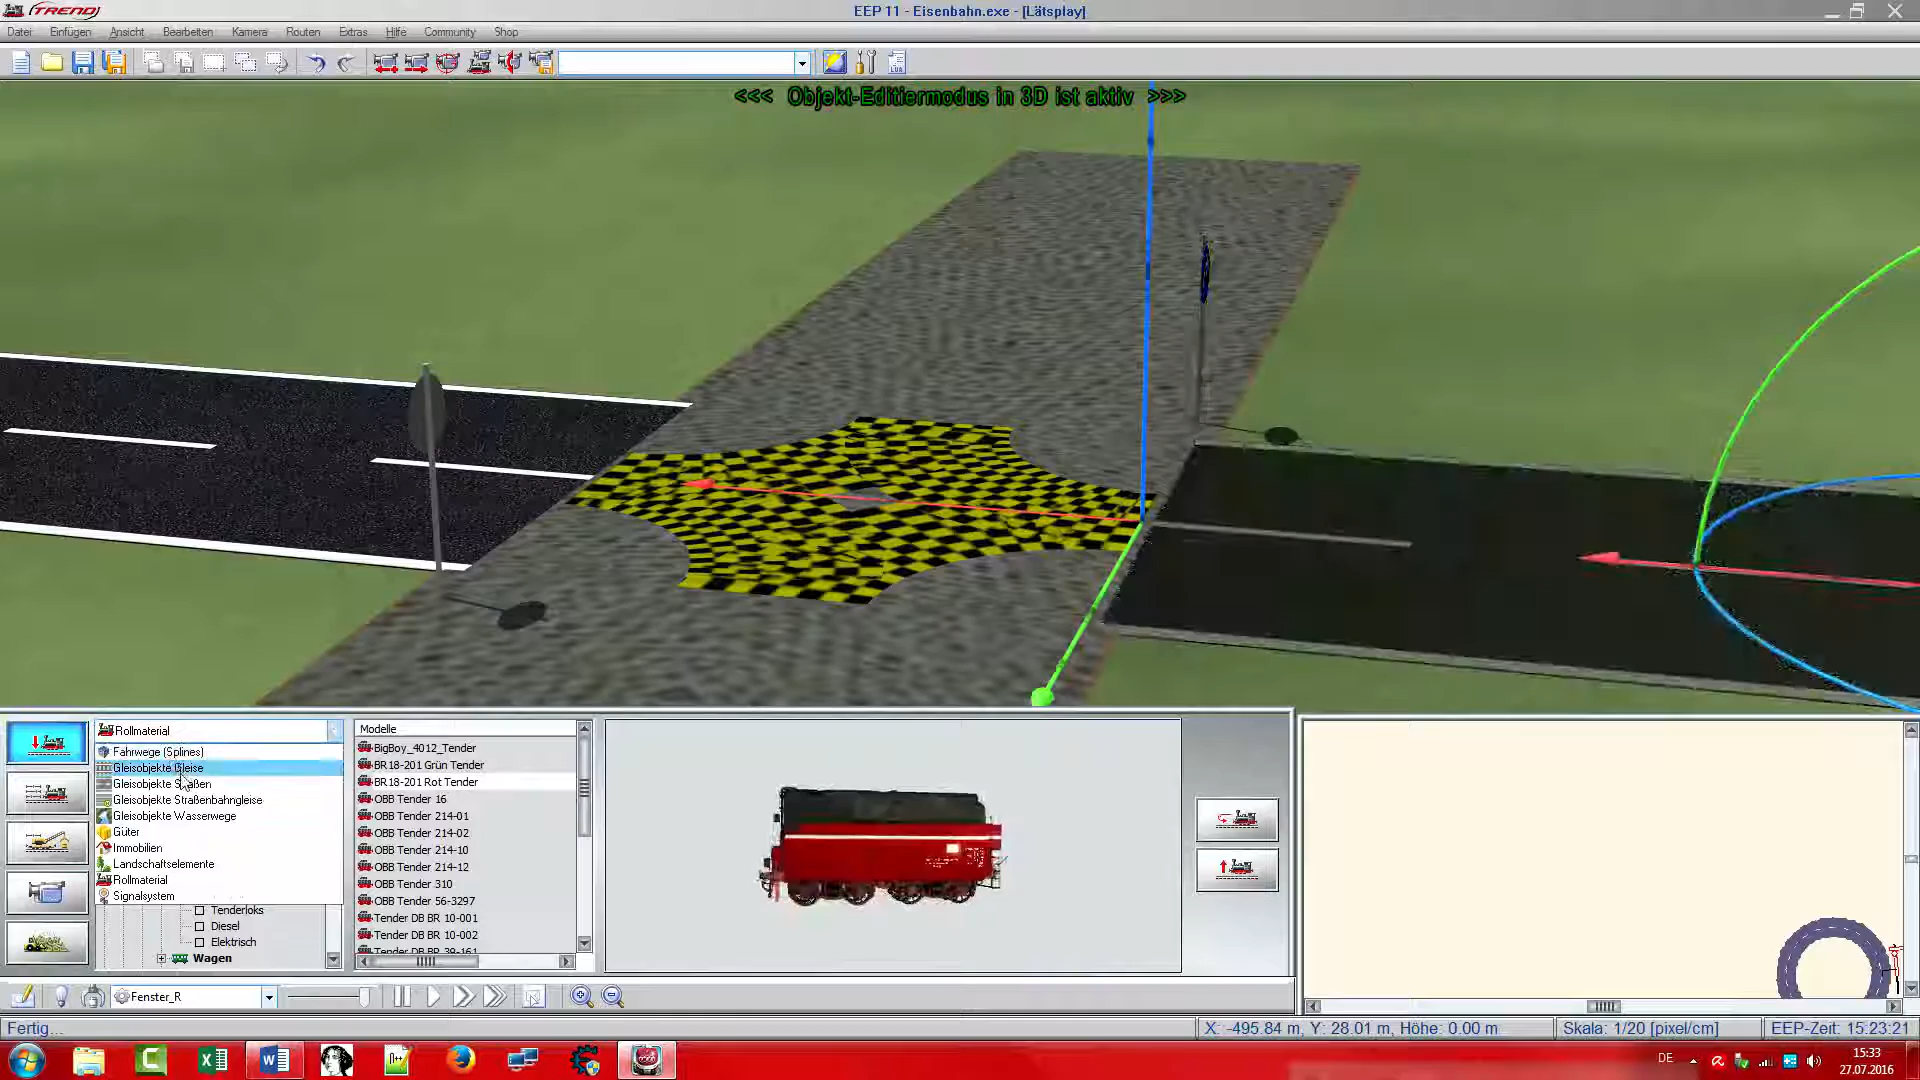 TREND
EEP 11 - Eisenbahn.exe - [Lätsplay]
Datei Einfügen Ansicht Bearbeiten Kamera Routen Extras Hilfe Community Shop
<<< Objekt-Editiermodus in 3D ist aktiv >>>
Rollmaterial
Fahrwege (Splines)
Gleisobjekte Gleise
Gleisobjekte Straßen
Gleisobjekte Straßenbahngleise
Gleisobjekte Wasserwege
Güter
Immobilien
Landschaftselemente
Rollmaterial
Signalsystem
Tenderloks
Diesel
Elektrisch
Wagen
Modelle
BigBoy_4012_Tender
BR18-201 Grün Tender
BR18-201 Rot Tender
OBB Tender 16
OBB Tender 214-01
OBB Tender 214-02
OBB Tender 214-10
OBB Tender 214-12
OBB Tender 310
OBB Tender 56-3297
Tender DB BR 10-001
Tender DB BR 10-002
Tender DB BR 39-161
Fenster_R
Fertig...
X: -495.84 m, Y: 28.01 m, Höhe: 0.00 m
Skala: 1/20 [pixel/cm]
EEP-Zeit: 15:23:21
DE
15:33
27.07.2016